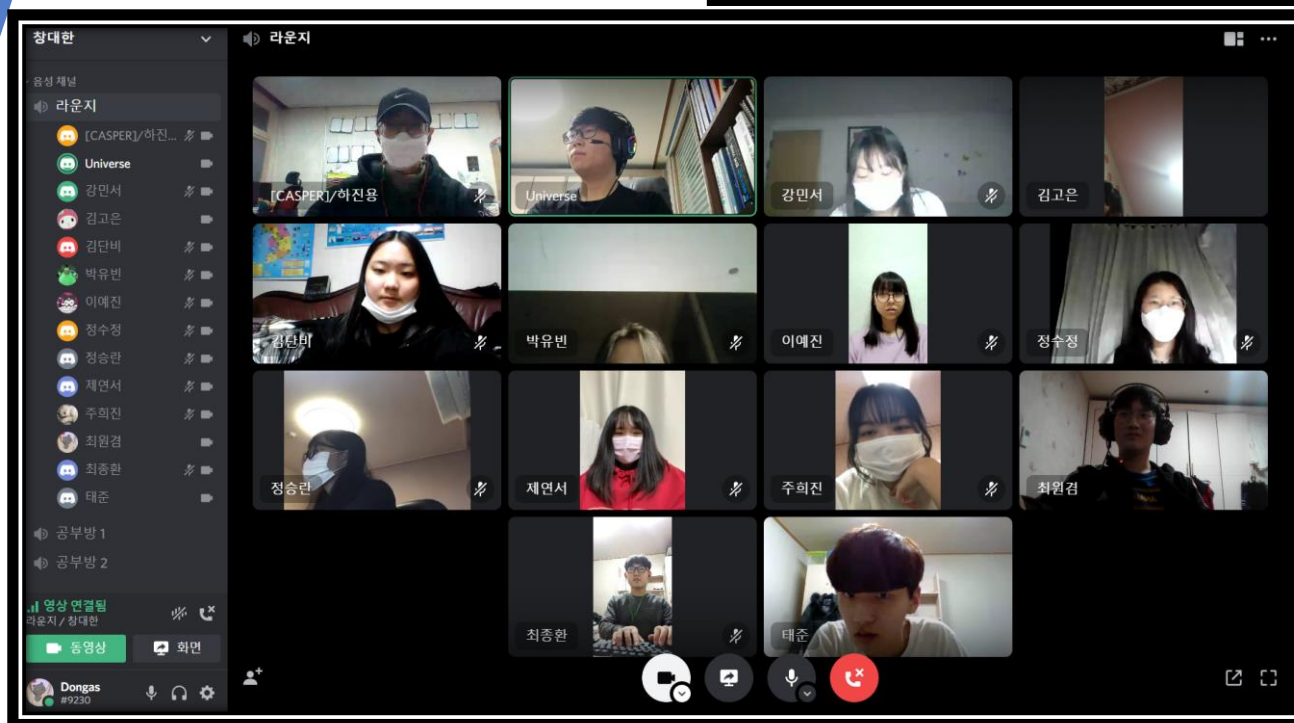 창대한
라운지
음성 채널
라운지
[CASPER]/하진...
Universe
강민서
김고은
김단비
박유빈
이예진
정수정
정승란
제연서
주희진
최원겸
최종환
태준
공부방 1
공부방 2
영상 연결됨
라운지 / 창대한
동영상
화면
Dongas
#9230
[CASPER]/하진용
Universe
강민서
김고은
김단비
박유빈
이예진
정수정
정승란
제연서
주희진
최원겸
최종환
태준